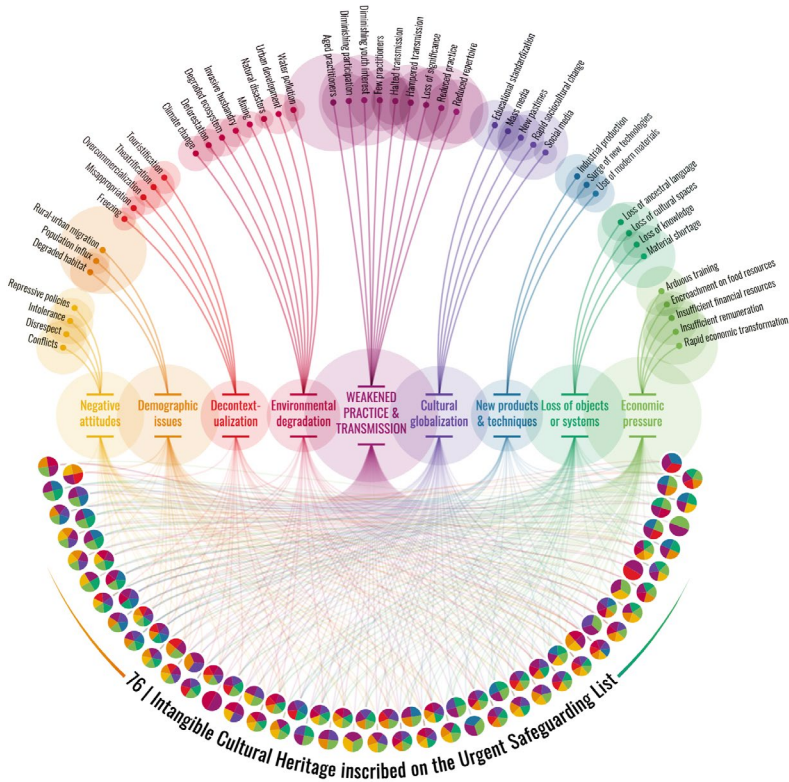 Repressive policies
Intolerance
Disrespect
Conflicts
Rural-urban migration
Population influx
Degraded habitat
Touristification
Theatrification
Overcommercialization
Misappropriation
Freezing
Water pollution
Urban development
Natural disasters
Mining
Invasive husbandry
Degraded ecosystem
Deforestation
Climate change
Aged practitioners
Diminishing participation
Diminishing youth interest
Few practitioners
Halted transmission
Hampered transmission
Loss of significance
Reduced practice
Reduced repertoire
Educational standardization
Mass media
New pastimes
Rapid sociocultural change
Social media
Industrial production
Surge of new technologies
Use of modern materials
Loss of ancestral language
Loss of cultural spaces
Loss of knowledge
Material shortage
Arduous training
Encroachment on food resources
Insufficient financial resources
Insufficient remuneration
Rapid economic transformation
Negative
attitudes
Demographic
issues
Decontext-
ualization
Environmental
degradation
WEAKENED
PRACTICE &
TRANSMISSION
Cultural
globalization
New products
& techniques
Loss of objects
or systems
Economic
pressure
76 | Intangible Cultural Heritage inscribed on the Urgent Safeguarding List